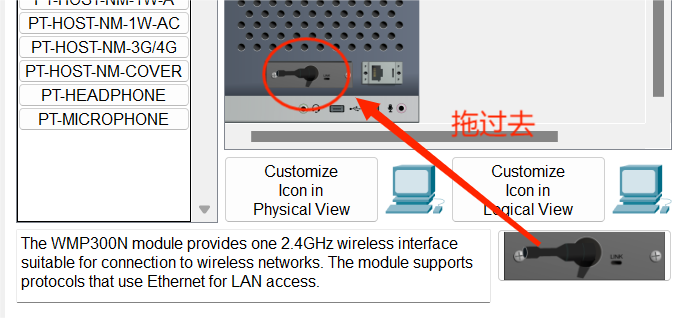 PT-HOST-NM-1W-A
PT-HOST-NM-1W-AC
PT-HOST-NM-3G/4G
PT-HOST-NM-COVER
PT-HEADPHONE
PT-MICROPHONE
拖过去
Customize
Icon in
Physical View
Customize
Icon in
Logical View
The WMP300N module provides one 2.4GHz wireless interface
suitable for connection to wireless networks. The module supports
protocols that use Ethernet for LAN access.
LINK